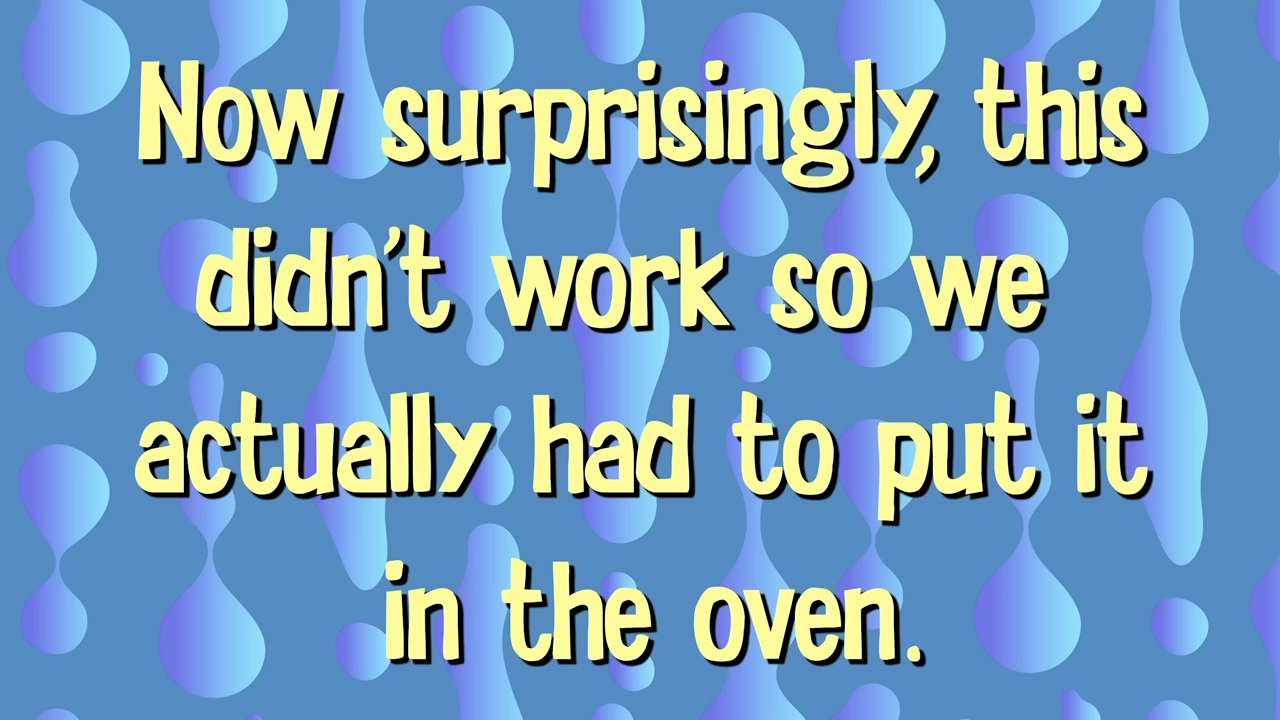 Now surprisingly, this
didn't work so we
actually had to put it
in the oven.